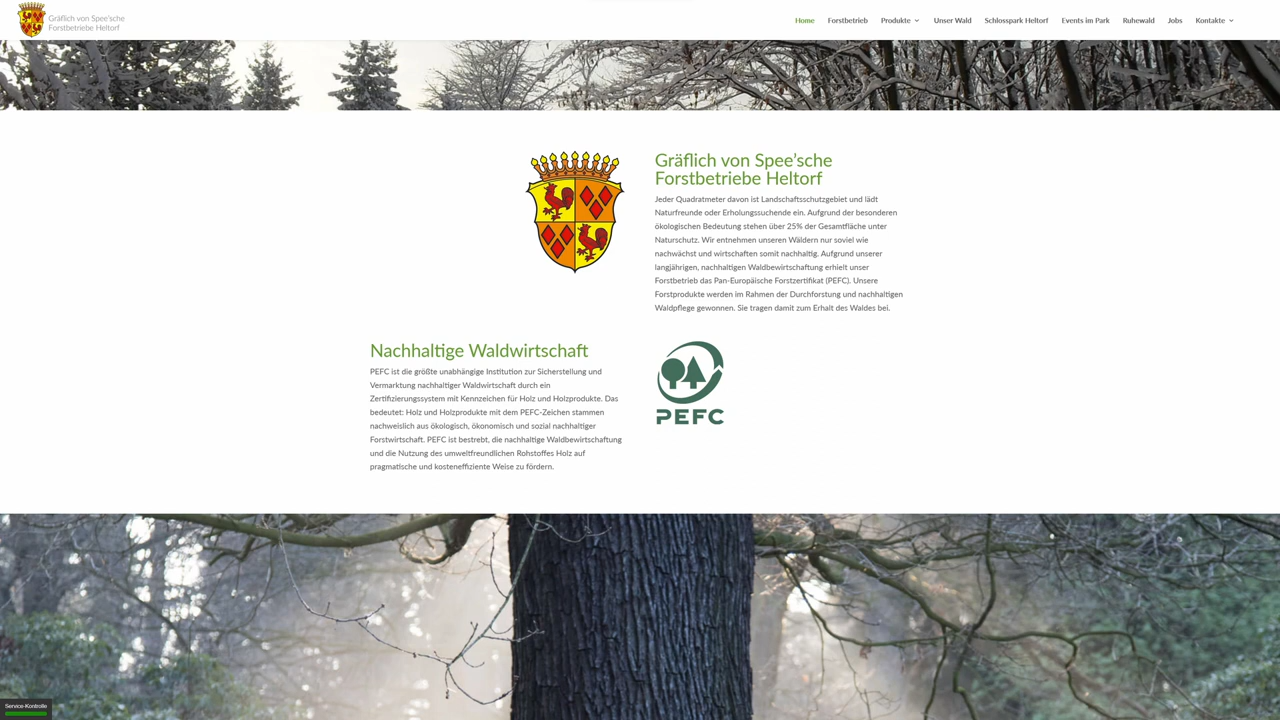 Gräflich von Spee'sche
Forstbetriebe Heltorf
Home Forstbetrieb Produkte Unser Wald Schlosspark Heltorf Events im Park Ruhewald Jobs Kontakte
Gräflich von Spee’sche
Forstbetriebe Heltorf
Jeder Quadratmeter davon ist Landschaftsschutzgebiet und lädt
Naturfreunde oder Erholungssuchende ein. Aufgrund der besonderen
ökologischen Bedeutung stehen über 25% der Gesamtfläche unter
Naturschutz. Wir entnehmen unseren Wäldern nur soviel wie
nachwächst und wirtschaften somit nachhaltig. Aufgrund unserer
langjährigen, nachhaltigen Waldbewirtschaftung erhielt unser
Forstbetrieb das Pan-Europäische Forstzertifikat (PEFC). Unsere
Forstprodukte werden im Rahmen der Durchforstung und nachhaltigen
Waldpflege gewonnen. Sie tragen damit zum Erhalt des Waldes bei.
Nachhaltige Waldwirtschaft
PEFC ist die größte unabhängige Institution zur Sicherstellung und
Vermarktung nachhaltiger Waldwirtschaft durch ein
Zertifizierungssystem mit Kennzeichen für Holz und Holzprodukte. Das
bedeutet: Holz und Holzprodukte mit dem PEFC-Zeichen stammen
nachweislich aus ökologisch, ökonomisch und sozial nachhaltiger
Forstwirtschaft. PEFC ist bestrebt, die nachhaltige Waldbewirtschaftung
und die Nutzung des umweltfreundlichen Rohstoffes Holz auf
pragmatische und kosteneffiziente Weise zu fördern.
PEFC
Service-Kontrolle